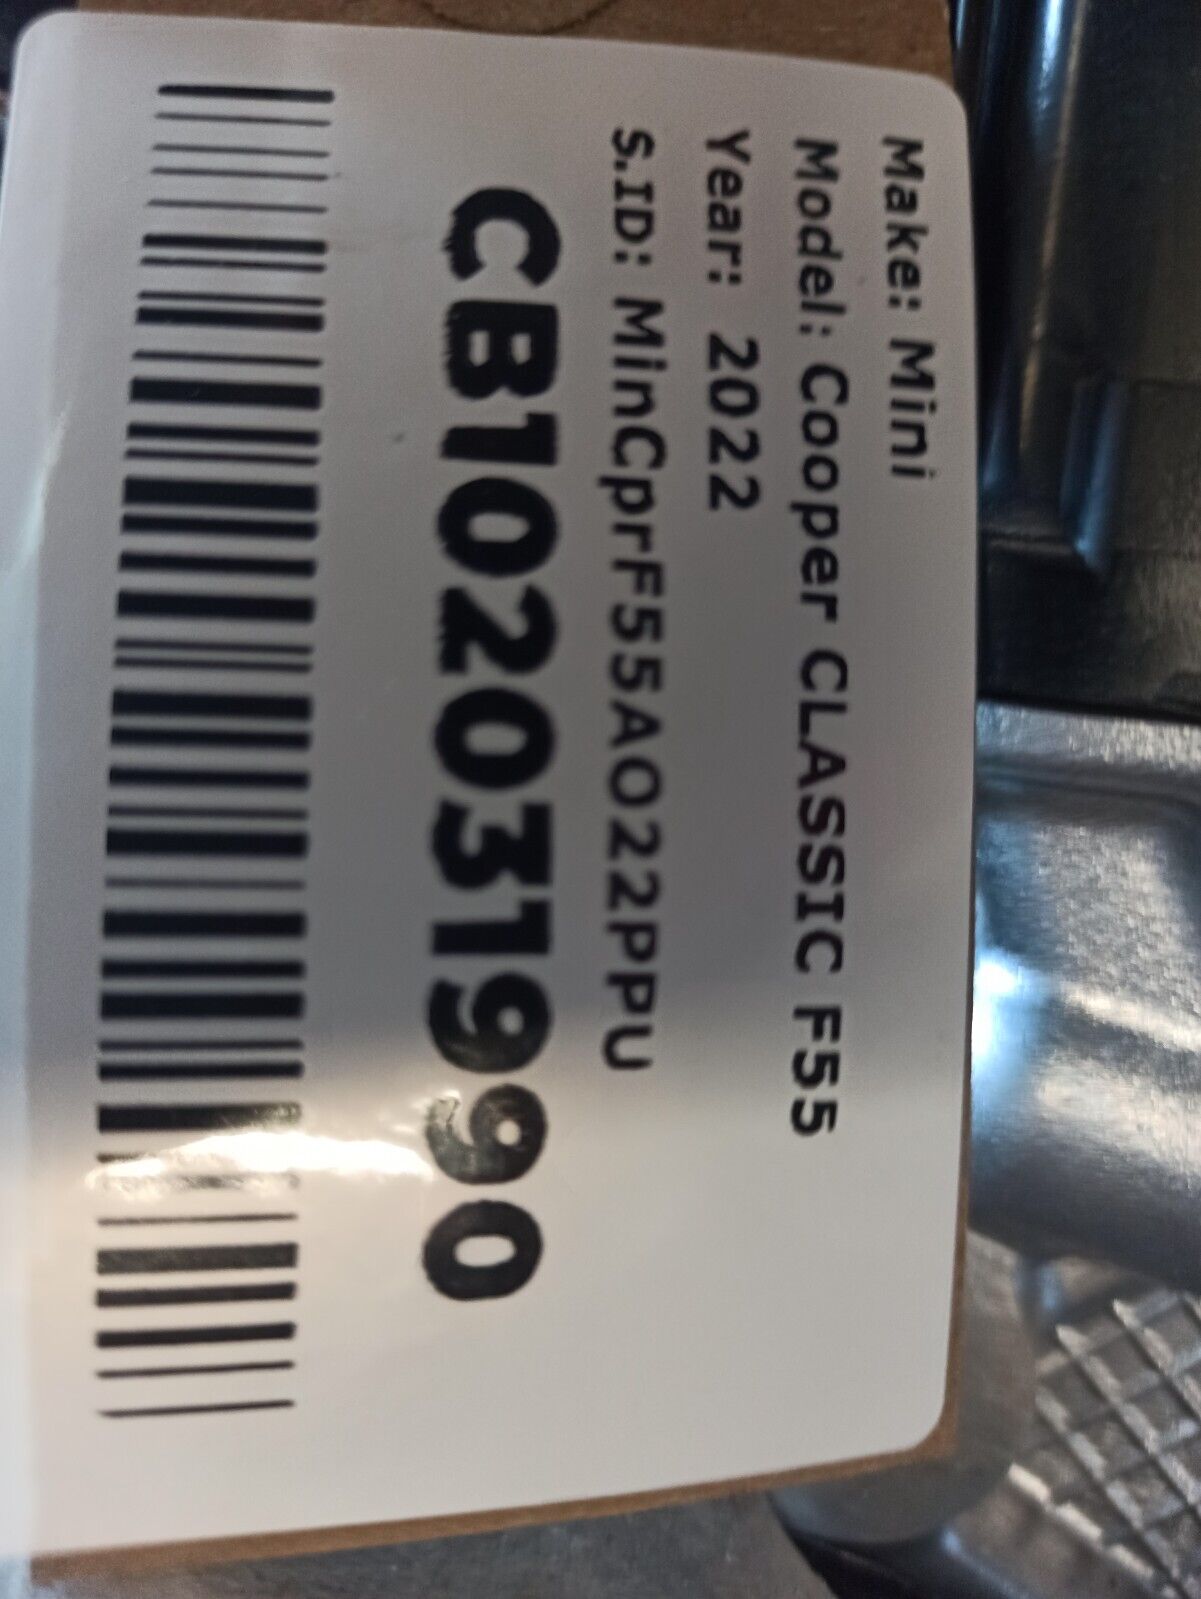 Make: Mini
Model: Cooper CLASSIC F55
Year: 2022
S.ID: MinCprF55AO22PPU
CB102031990